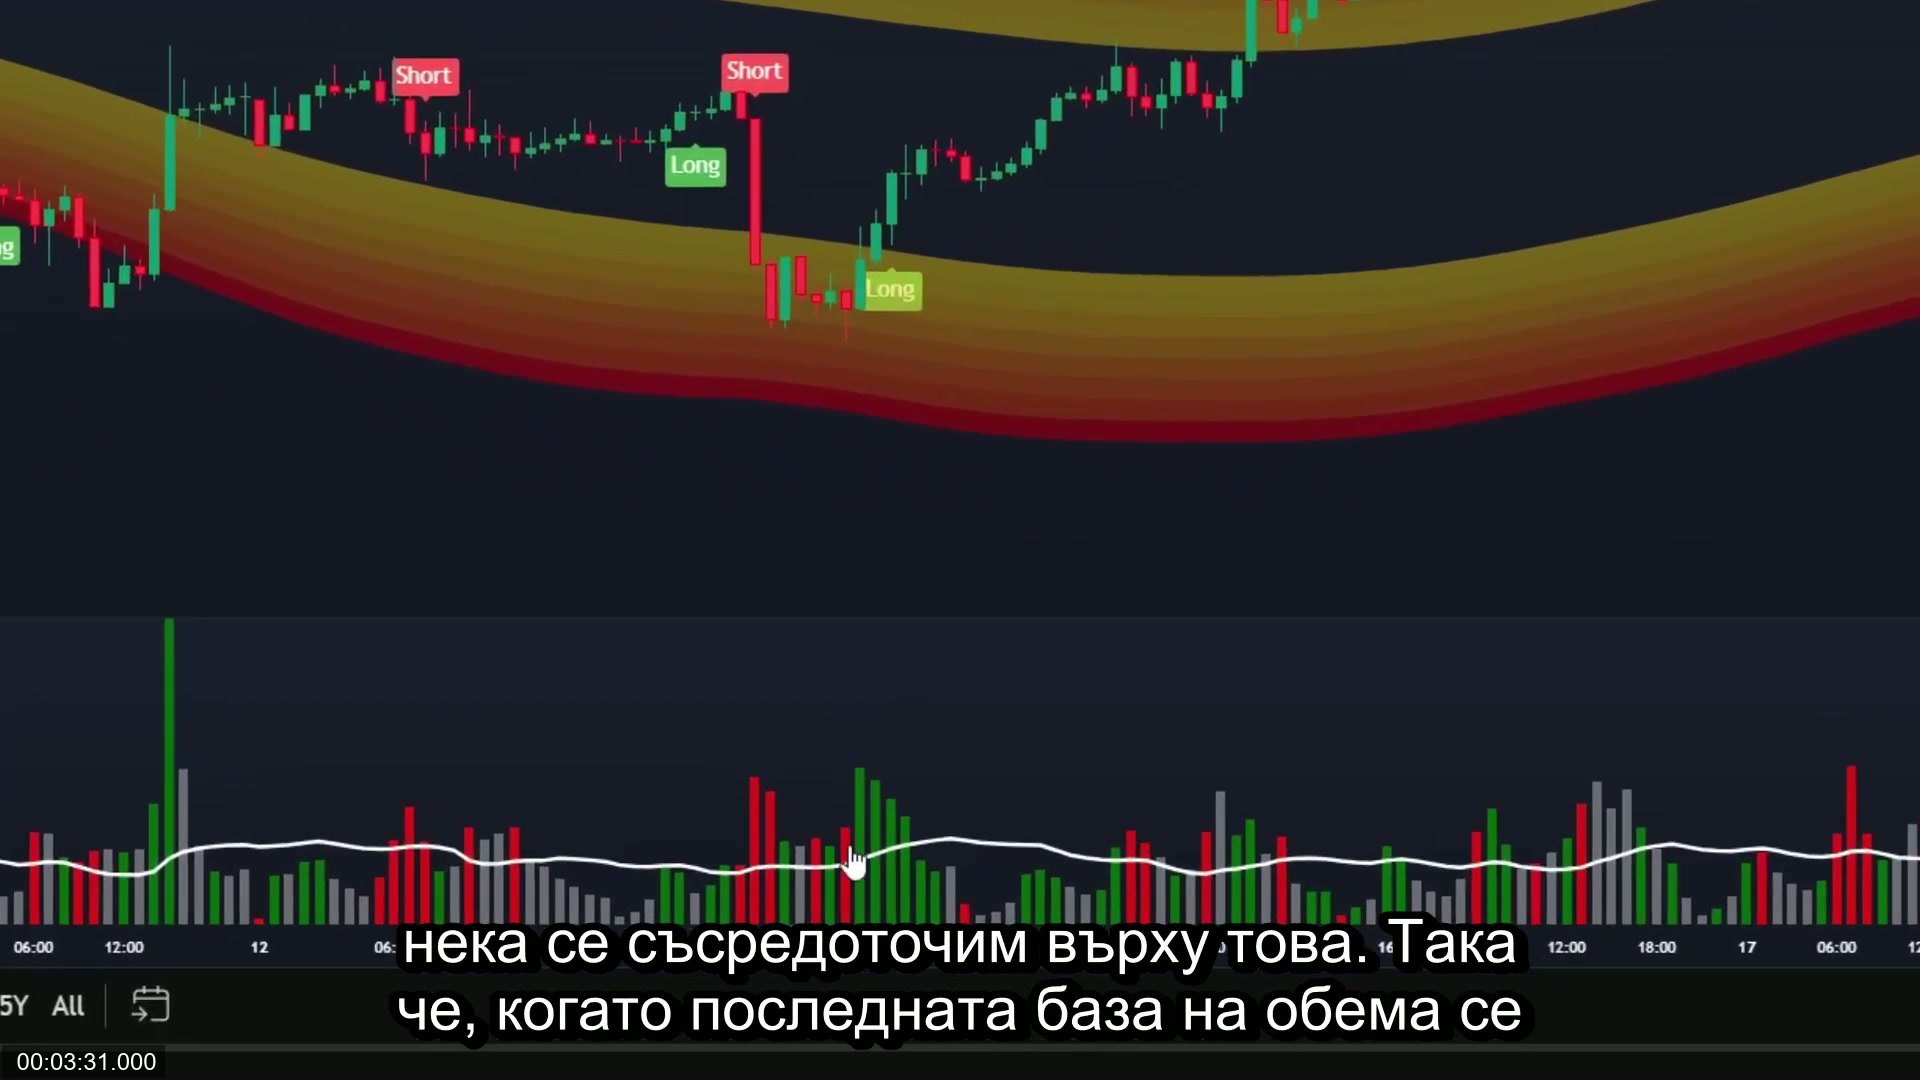 Short
Short
Long
g
Long
06:00
12:00
12
06:
16
12:00
18:00
17
06:00
нека се съсредоточим върху това. Така
че, когато последната база на обема се
5Y
All
00:03:31.000